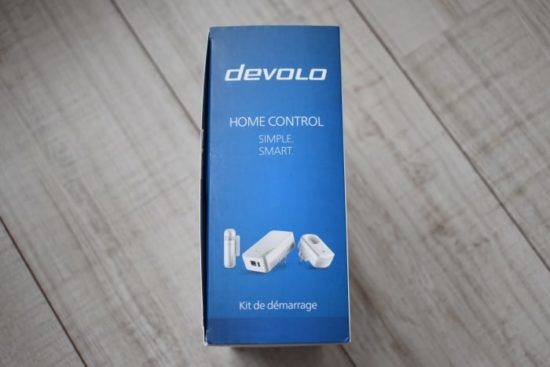 devolo
HOME CONTROL
SIMPLE.
SMART.
Kit de démarrage